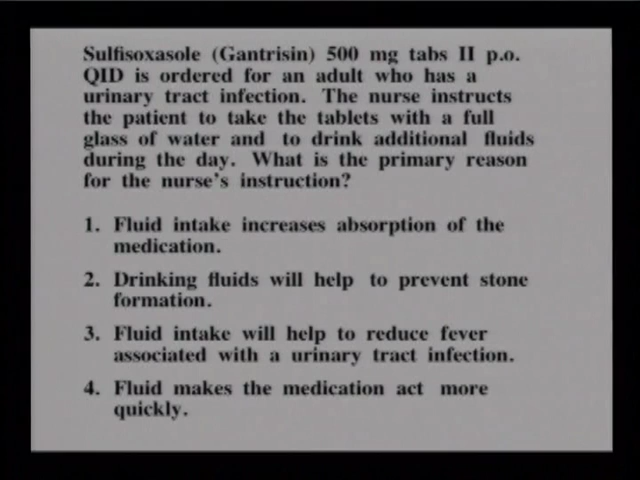 Sulfisoxasole (Gantrisin) 500 mg tabs II p.o.
QID is ordered for an adult who has a
urinary tract infection. The nurse instructs
the patient to take the tablets with a full
glass of water and to drink additional fluids
during the day. What is the primary reason
for the nurse's instruction?
1. Fluid intake increases absorption of the
medication.
2. Drinking fluids will help to prevent stone
formation.
3. Fluid intake will help to reduce fever
associated with a urinary tract infection.
4. Fluid makes the medication act more
quickly.